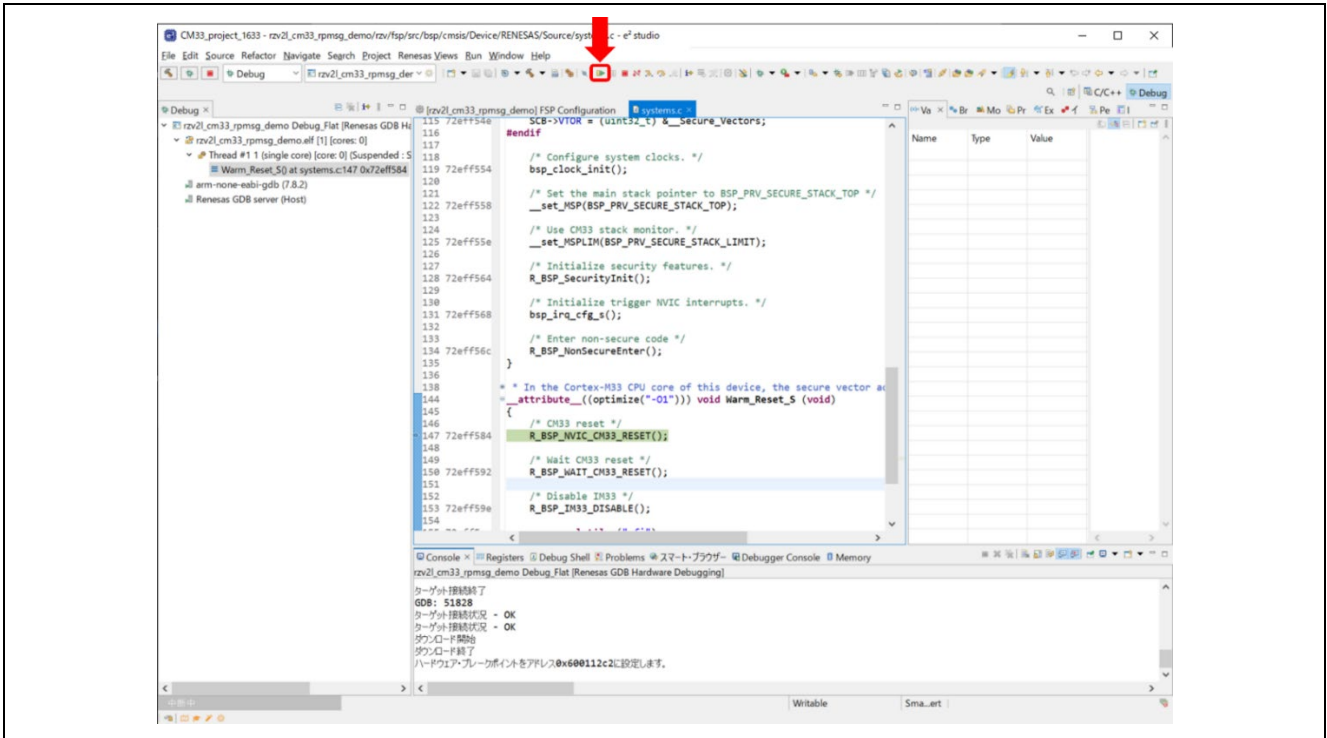 CM33_project_1633 - rzv2l_cm33_rpmsg_demo/rzv/fsp/src/bsp/cmsis/Device/RENESAS/Source/system.c - e² studio
File Edit Source Refactor Navigate Search Project Renesas Views Run Window Help
Debug rzv2l_cm33_rpmsg_der
C/C++ Debug
Debug ×
[rzv2l_cm33_rpmsg_demo] FSP Configuration systems.c ×
Va × Br Mo Pr Ex Pe
rzv2l_cm33_rpmsg_demo Debug_Flat [Renesas GDB Ha
rzv2l_cm33_rpmsg_demo.elf [1] [cores: 0]
Thread #1 1 (single core) [core: 0] (Suspended : S
Warm_Reset_S() at systems.c:147 0x72eff584
arm-none-eabi-gdb (7.8.2)
Renesas GDB server (Host)
115 72eff54e SCB->VTOR = (uint32_t) &__Secure_Vectors;
116 #endif
117
118 /* Configure system clocks. */
119 72eff554 bsp_clock_init();
120
121 /* Set the main stack pointer to BSP_PRV_SECURE_STACK_TOP */
122 72eff558 __set_MSP(BSP_PRV_SECURE_STACK_TOP);
123
124 /* Use CM33 stack monitor. */
125 72eff55e __set_MSPLIM(BSP_PRV_SECURE_STACK_LIMIT);
126
127 /* Initialize security features. */
128 72eff564 R_BSP_SecurityInit();
129
130 /* Initialize trigger NVIC interrupts. */
131 72eff568 bsp_irq_cfg_s();
132
133 /* Enter non-secure code */
134 72eff56c R_BSP_NonSecureEnter();
135 }
136
138 * In the Cortex-M33 CPU core of this device, the secure vector ad
144 __attribute__((optimize("-O1"))) void Warm_Reset_S (void)
145 {
146 /* CM33 reset */
147 72eff584 R_BSP_NVIC_CM33_RESET();
148
149 /* Wait CM33 reset */
150 72eff592 R_BSP_WAIT_CM33_RESET();
151
152 /* Disable IM33 */
153 72eff59e R_BSP_IM33_DISABLE();
154
Name Type Value
Console × Registers Debug Shell Problems スマート・ブラウザー Debugger Console Memory
rzv2l_cm33_rpmsg_demo Debug_Flat [Renesas GDB Hardware Debugging]
ターゲット接続終了
GDB: 51828
ターゲット接続状況 - OK
ターゲット接続状況 - OK
ダウンロード開始
ダウンロード終了
ハードウェア・ブレークポイントをアドレス0x600112c2に設定します。
中断中 Writable Sma...ert